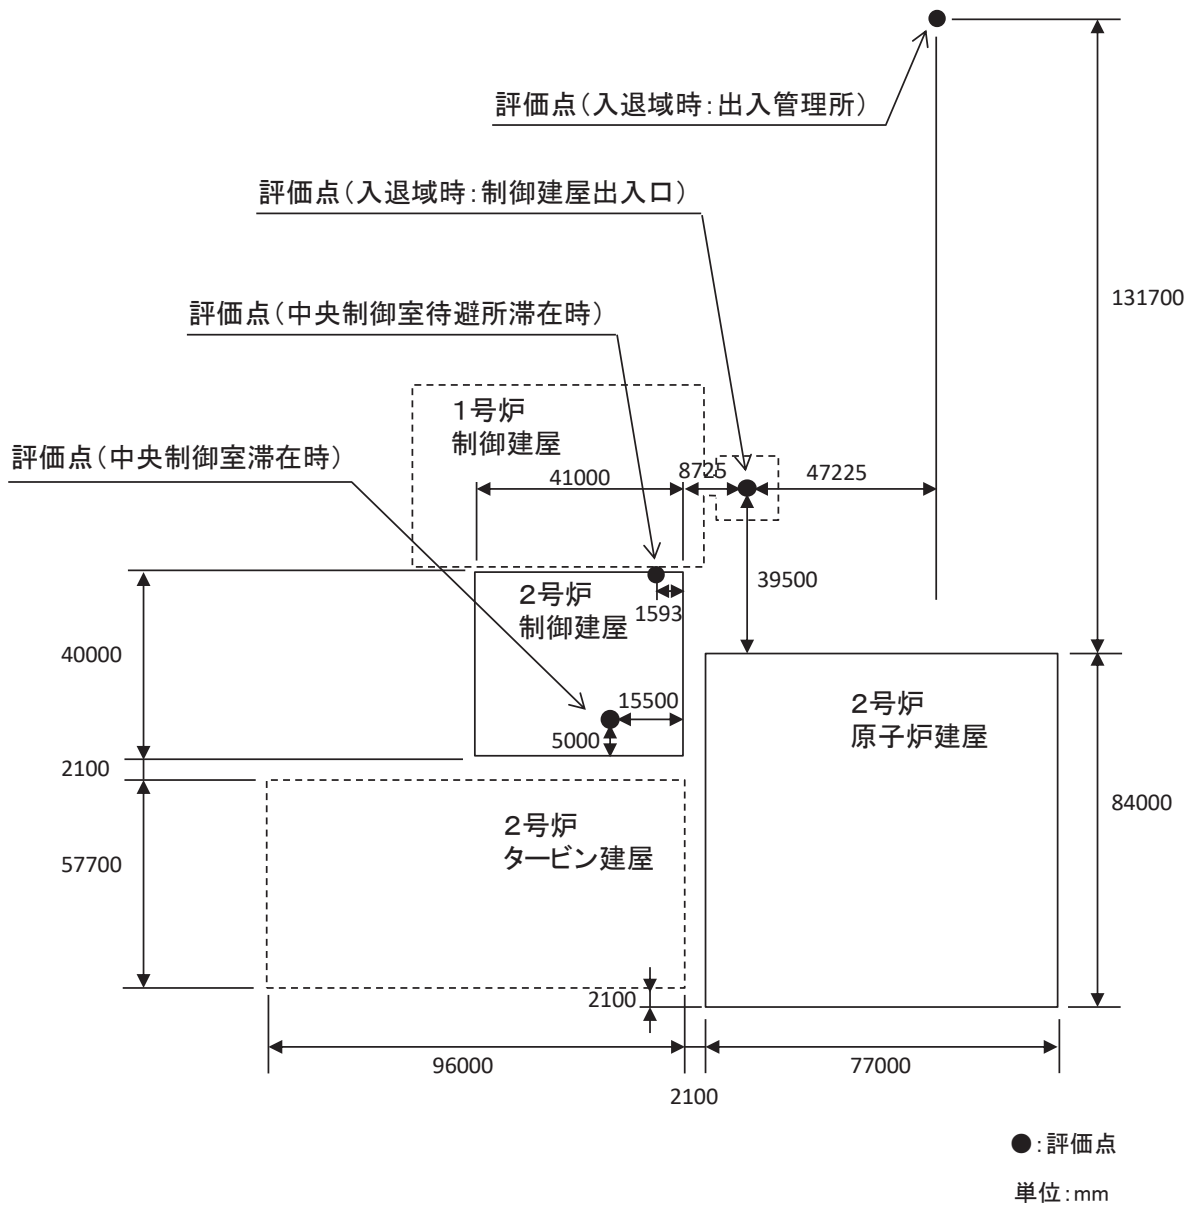 評価点(入退域時:出入管理所)
評価点(入退域時:制御建屋出入口)
131700
評価点(中央制御室待避所滞在時)
1号炉
制御建屋
評価点(中央制御室滞在時)
41000
8725
47225
39500
2号炉
制御建屋
1593
40000
15500
5000
2号炉
原子炉建屋
2100
84000
2号炉
タービン建屋
57700
2100
96000
77000
2100
●:評価点
単位:mm